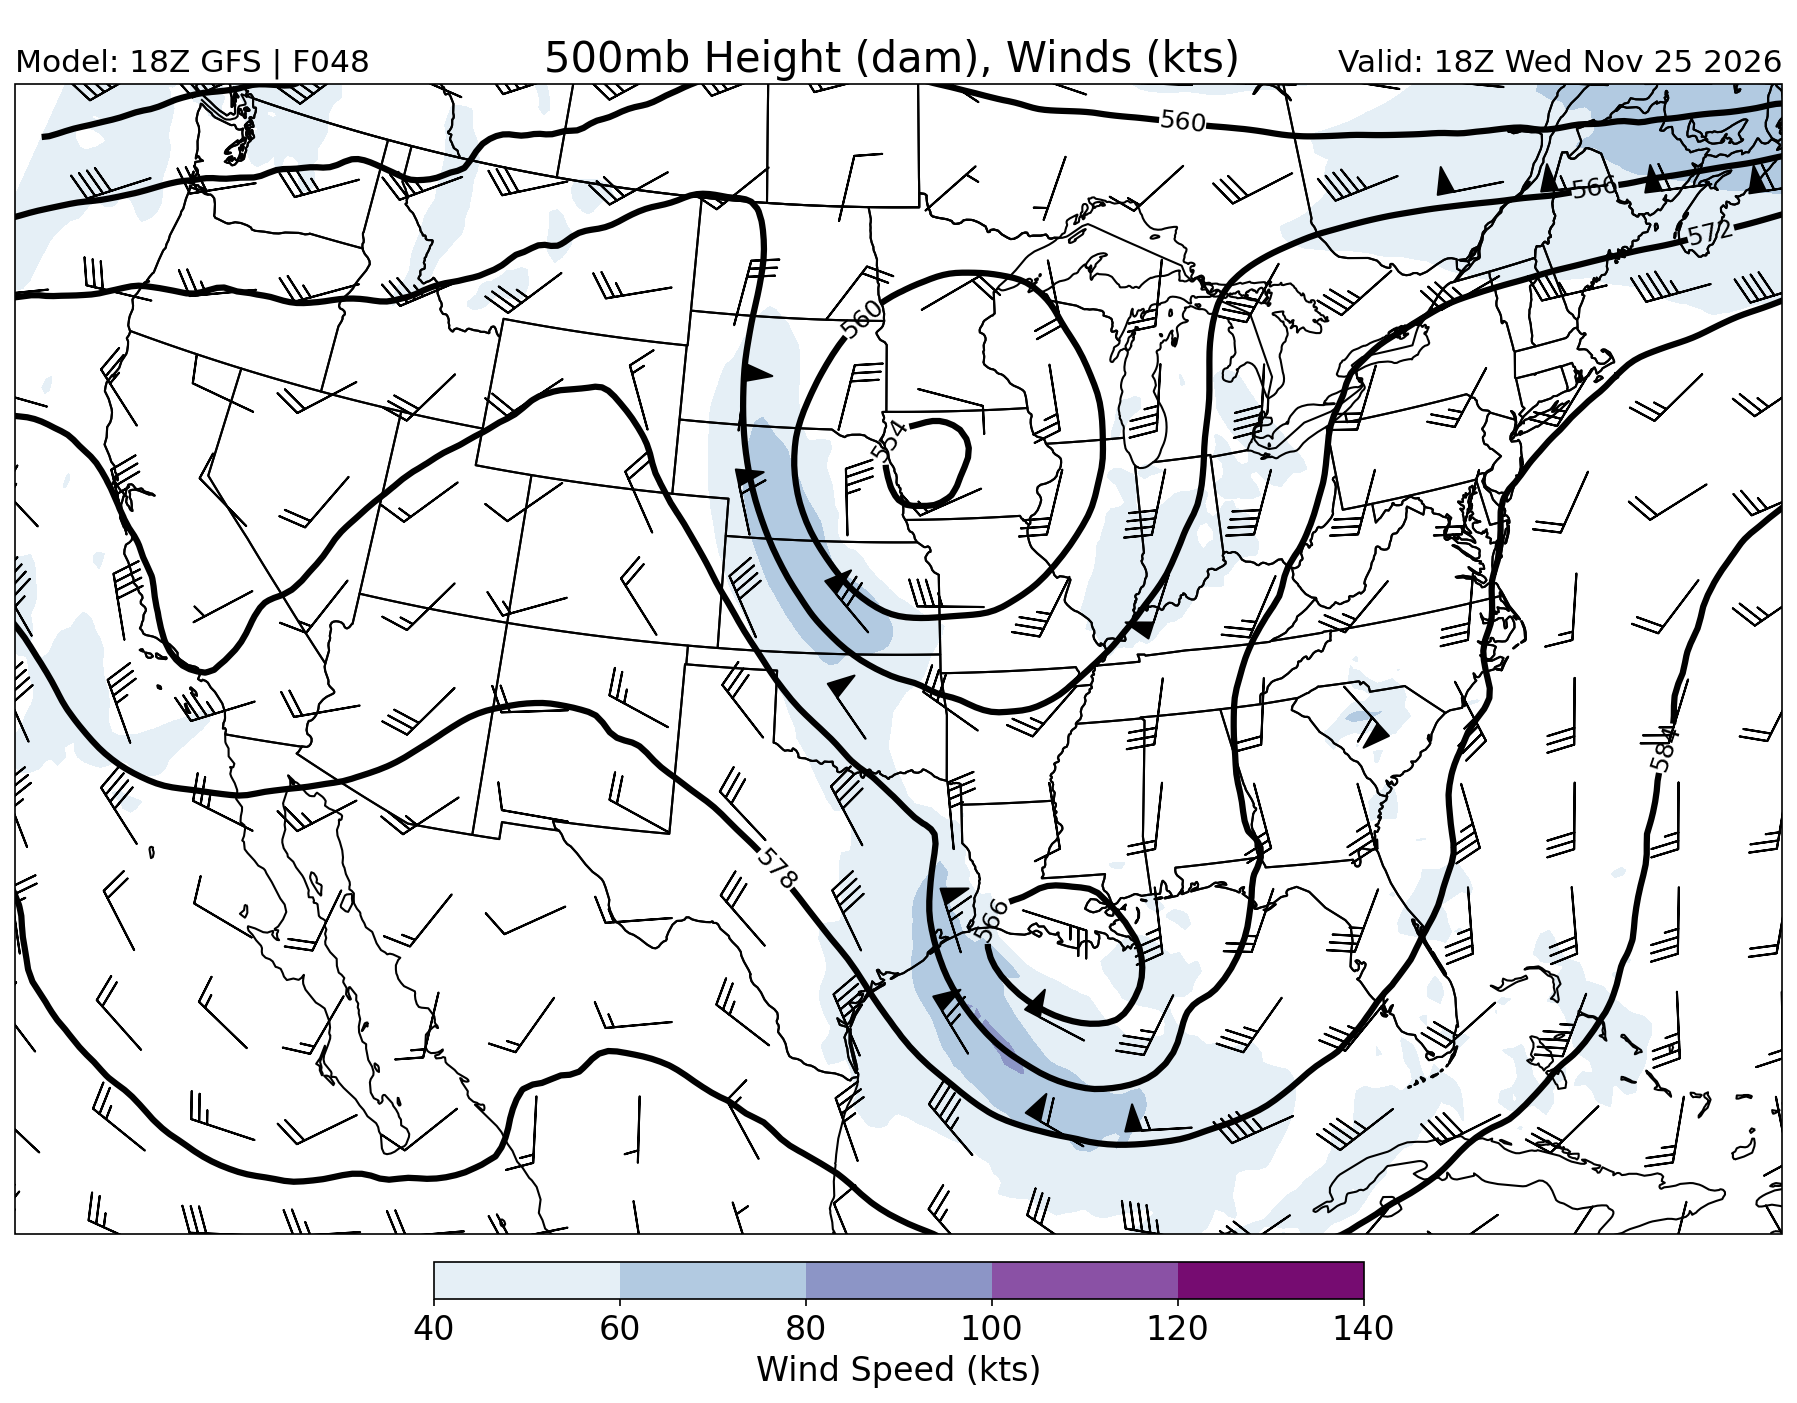 Model: 18Z GFS | F048
500mb Height (dam), Winds (kts)
Valid: 18Z Wed Nov 25 2026
560
566
572
560
554
584
578
566
40 60 80 100 120 140
Wind Speed (kts)